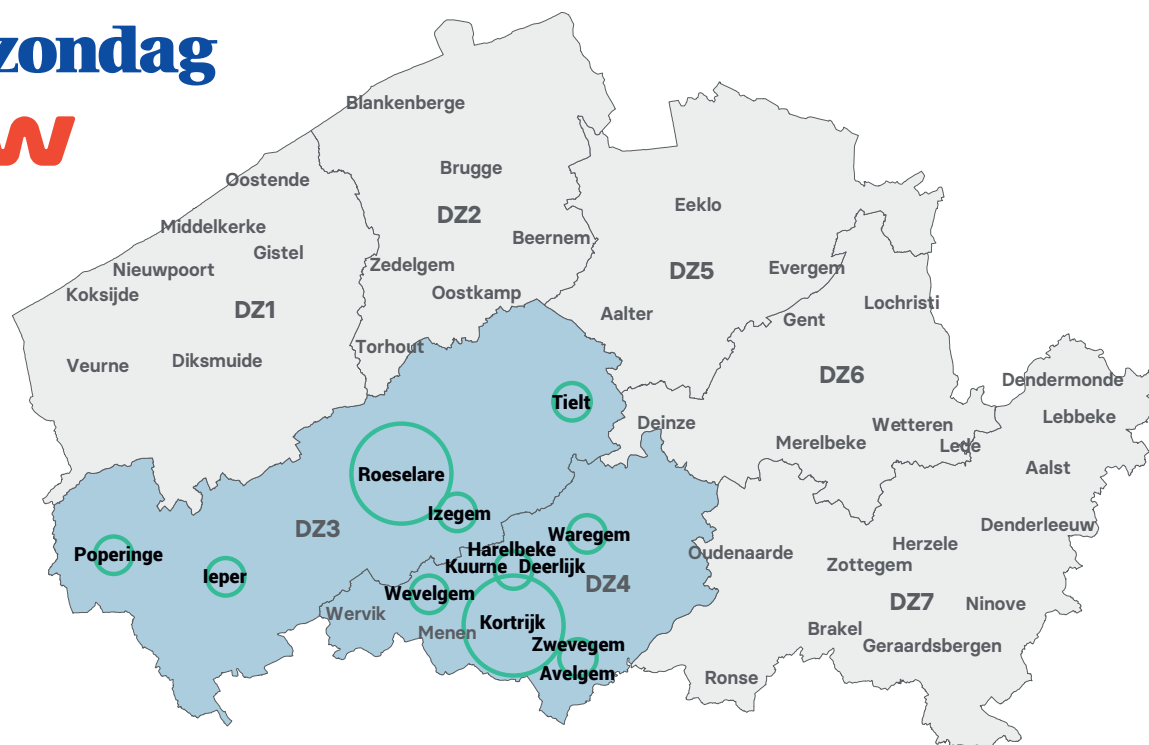 zondag
w
Blankenberge
Brugge
Oostende
DZ2
Eeklo
Middelkerke
Beernem
Gistel
Nieuwpoort
Zedelgem
DZ5
Evergem
Koksijde
Oostkamp
Lochristi
DZ1
Aalter
Gent
Torhout
Veurne
Diksmuide
DZ6
Dendermonde
Tielt
Lebbeke
Deinze
Wetteren
Merelbeke
Lede
Roeselare
Aalst
Izegem
DZ3
Denderleeuw
Waregem
Herzele
Harelbeke
Poperinge
Oudenaarde
Kuurne Deerlijk
Zottegem
Ieper
DZ4
Wevelgem
DZ7
Ninove
Wervik
Kortrijk
Brakel
Menen
Zwevegem
Geraardsbergen
Avelgem
Ronse